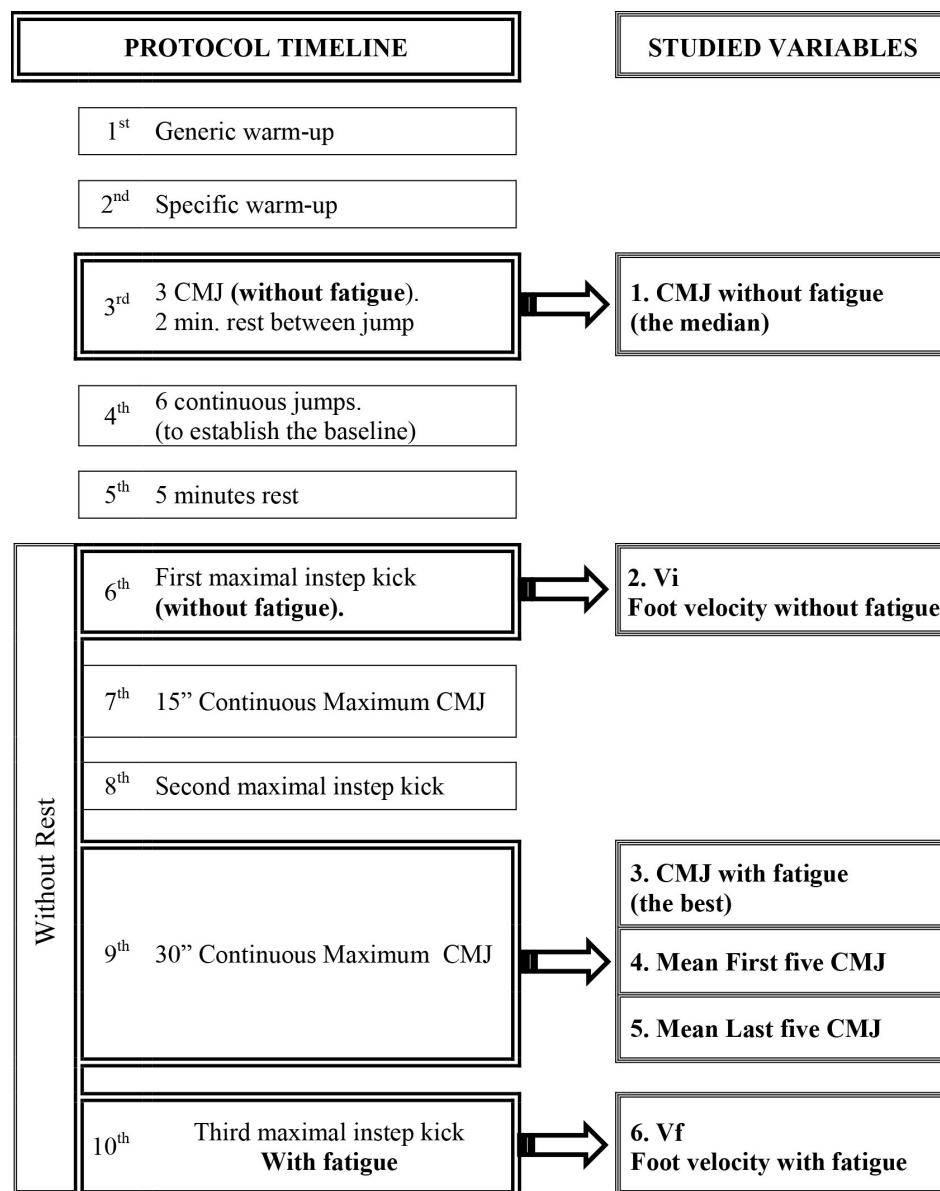 PROTOCOL TIMELINE
STUDIED VARIABLES
1st Generic warm-up
2nd Specific warm-up
3rd 3 CMJ (without fatigue).
2 min. rest between jump
1. CMJ without fatigue
(the median)
4th 6 continuous jumps.
(to establish the baseline)
5th 5 minutes rest
Without Rest
6th First maximal instep kick
(without fatigue).
2. Vi
Foot velocity without fatigue
7th 15” Continuous Maximum CMJ
8th Second maximal instep kick
9th 30” Continuous Maximum CMJ
3. CMJ with fatigue
(the best)
4. Mean First five CMJ
5. Mean Last five CMJ
10th Third maximal instep kick
With fatigue
6. Vf
Foot velocity with fatigue